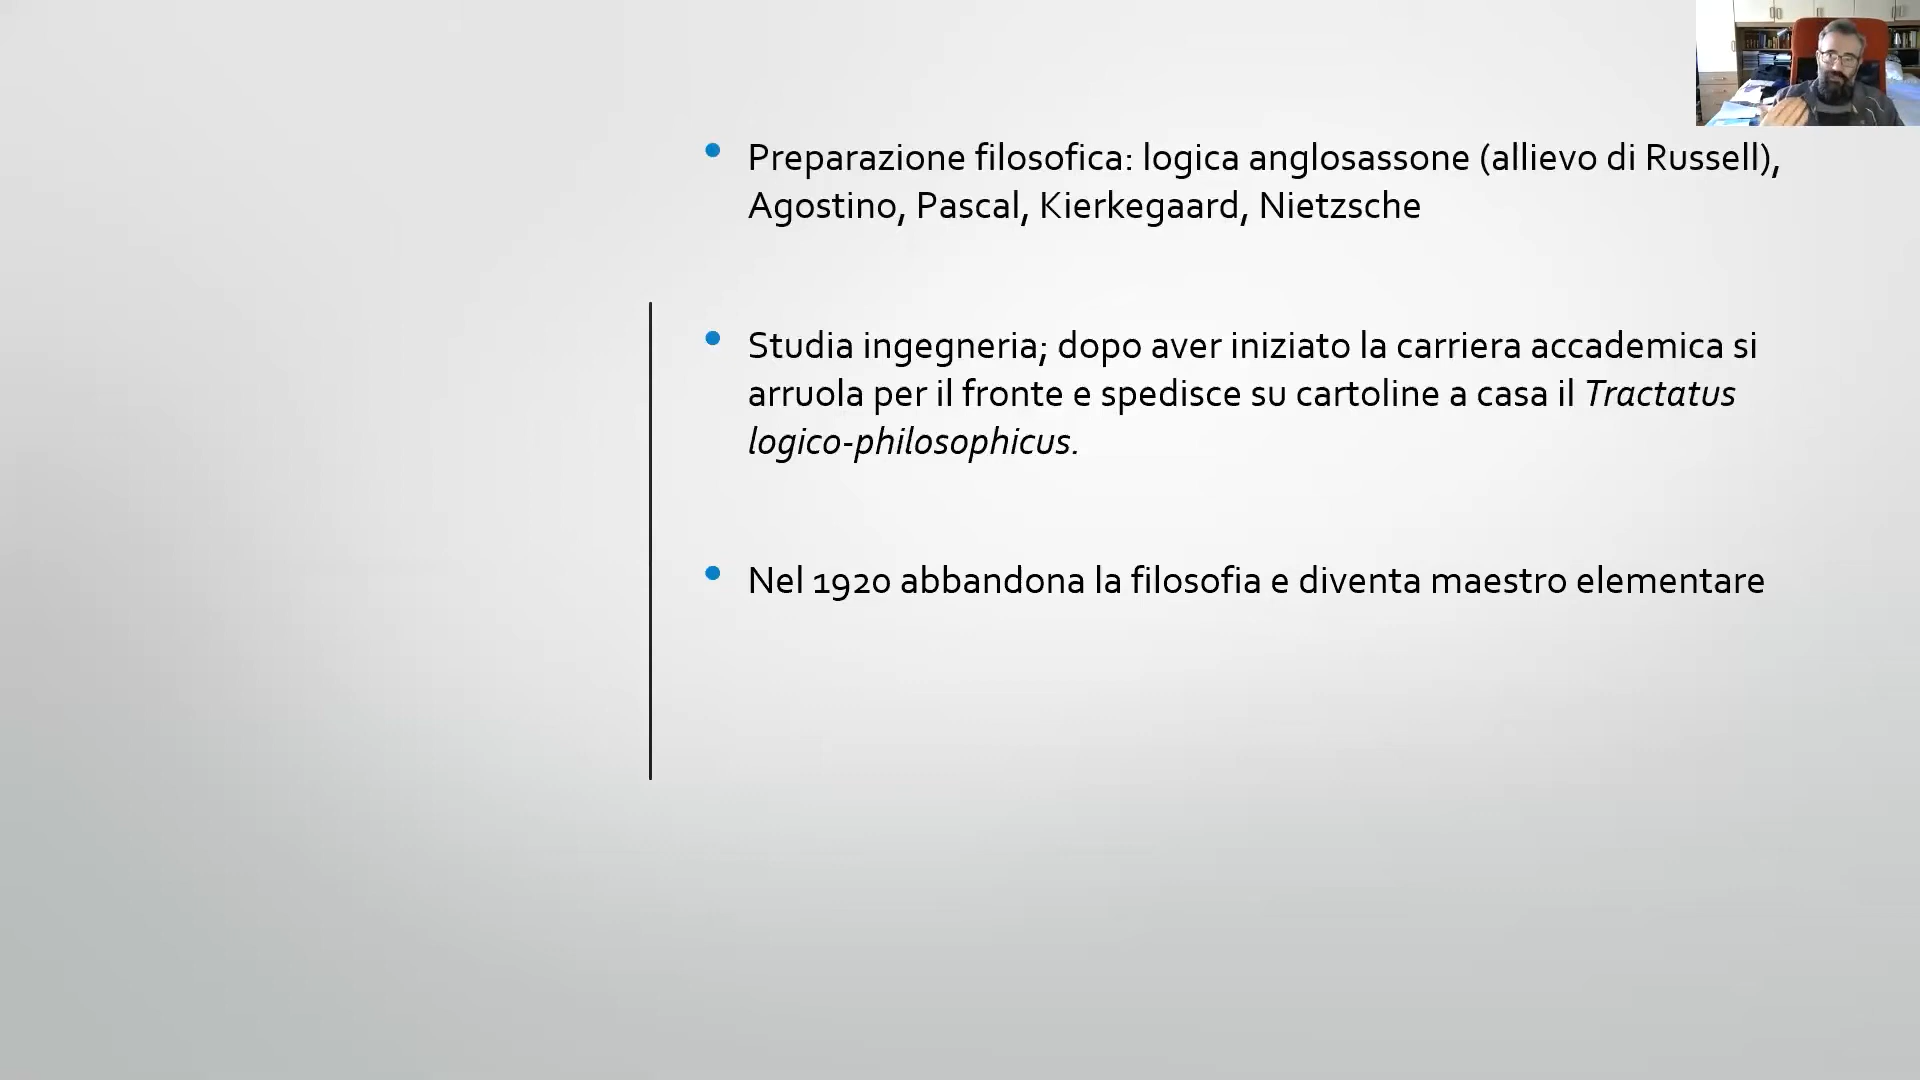 Preparazione filosofica: logica anglosassone (allievo di Russell),
Agostino, Pascal, Kierkegaard, Nietzsche
Studia ingegneria; dopo aver iniziato la carriera accademica si
arruola per il fronte e spedisce su cartoline a casa il Tractatus
logico-philosophicus.
Nel 1920 abbandona la filosofia e diventa maestro elementare